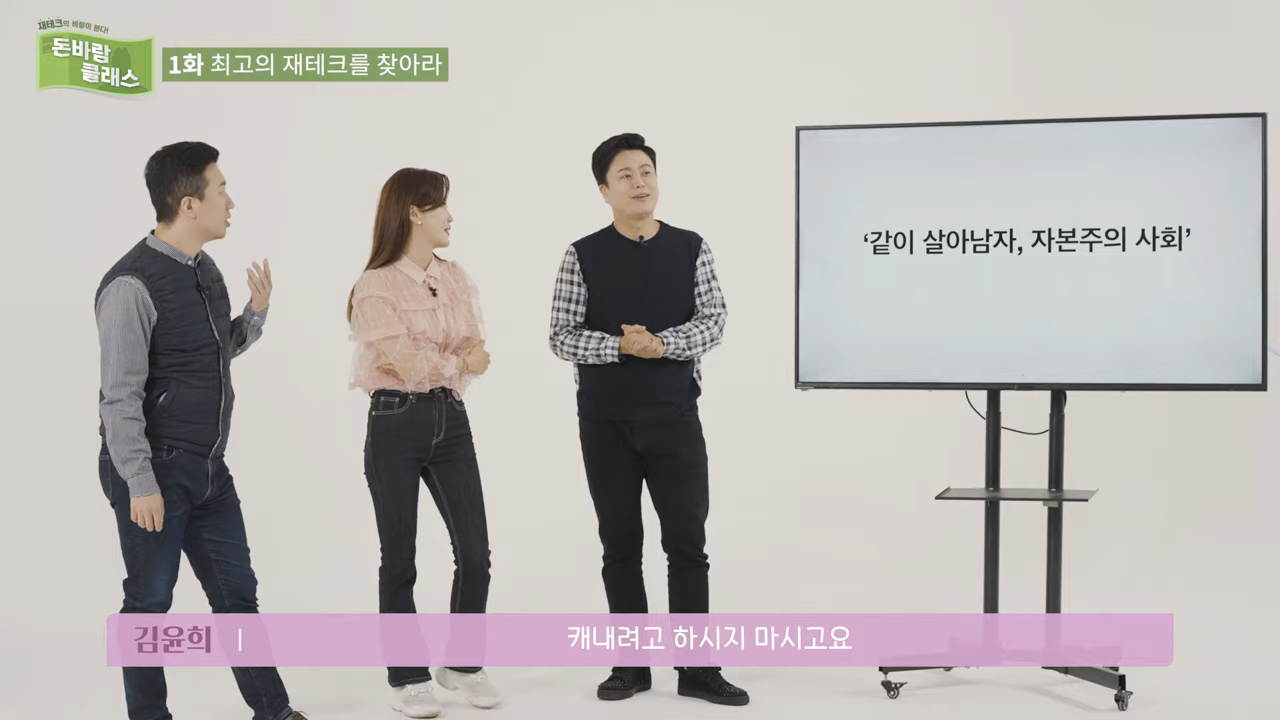 재테크의 바람이 분다!
돈바람
클래스
1화 최고의 재테크를 찾아라
‘같이 살아남자, 자본주의 사회’
김윤희 | 캐내려고 하시지 마시고요